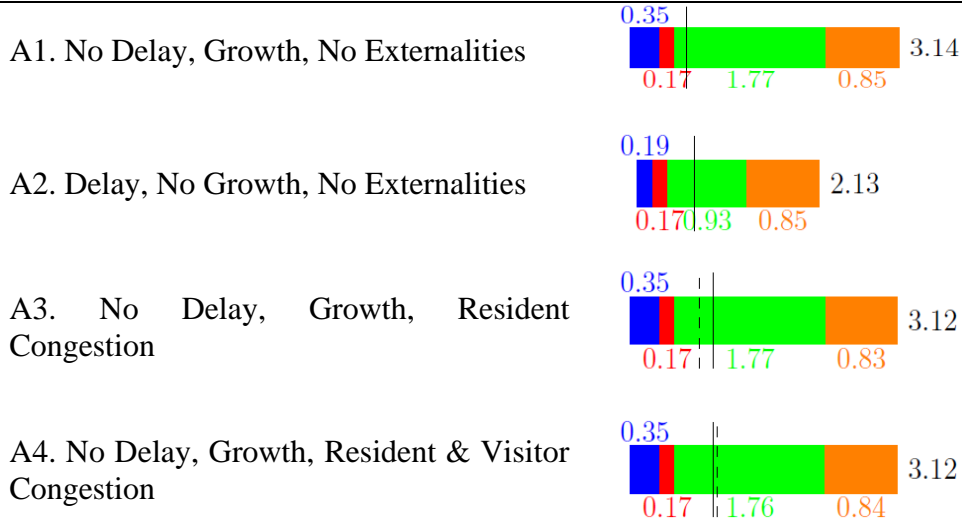 0.35
A1. No Delay, Growth, No Externalities
3.14
0.17 1.77 0.85
0.19
A2. Delay, No Growth, No Externalities
2.13
0.17 0.93 0.85
0.35
A3. No Delay, Growth, Resident
Congestion
3.12
0.17 1.77 0.83
0.35
A4. No Delay, Growth, Resident & Visitor
Congestion
3.12
0.17 1.76 0.84